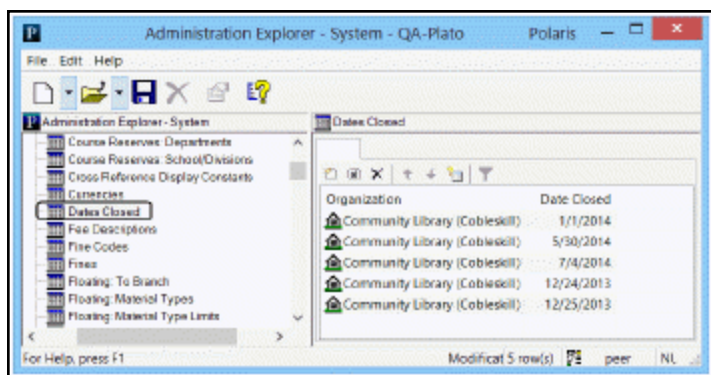 Administration Explorer - System - QA-Plato Polaris
File Edit Help
Administration Explorer - System
Dates Closed
Course Reserves: Departments
Course Reserves: School/Divisions
Cross Reference Display Constants
Currencies
Dates Closed
Fee Descriptions
Fine Codes
Fines
Floating: To Branch
Floating: Material Types
Floating: Material Type Limits
Organization Date Closed
Community Library (Cobleskill) 1/1/2014
Community Library (Cobleskill) 5/30/2014
Community Library (Cobleskill) 7/4/2014
Community Library (Cobleskill) 12/24/2013
Community Library (Cobleskill) 12/25/2013
For Help, press F1 Modificat 5 row(s) peer NL